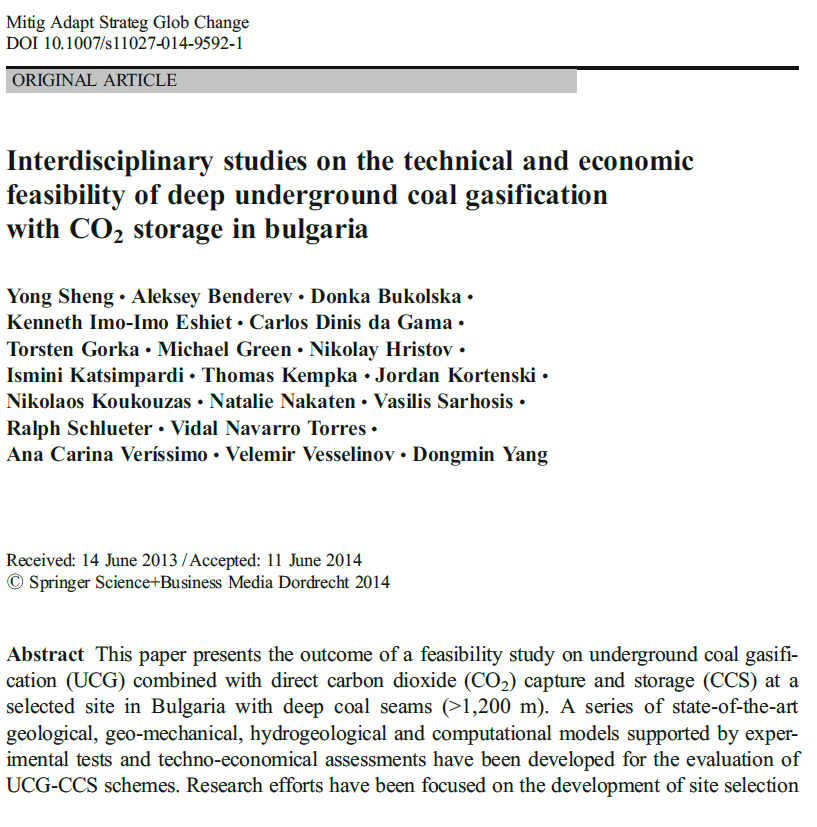 Mitig Adapt Strateg Glob Change
DOI 10.1007/s11027-014-9592-1
ORIGINAL ARTICLE
Interdisciplinary studies on the technical and economic
feasibility of deep underground coal gasification
with CO₂ storage in bulgaria
Yong Sheng • Aleksey Benderev • Donka Bukolska •
Kenneth Imo-Imo Eshiet • Carlos Dinis da Gama •
Torsten Gorka • Michael Green • Nikolay Hristov •
Ismini Katsimpardi • Thomas Kempka • Jordan Kortenski •
Nikolaos Koukouzas • Natalie Nakaten • Vasilis Sarhosis •
Ralph Schlueter • Vidal Navarro Torres •
Ana Carina Veríssimo • Velemir Vesselinov • Dongmin Yang
Received: 14 June 2013 / Accepted: 11 June 2014
© Springer Science+Business Media Dordrecht 2014
Abstract This paper presents the outcome of a feasibility study on underground coal gasifi-
cation (UCG) combined with direct carbon dioxide (CO₂) capture and storage (CCS) at a
selected site in Bulgaria with deep coal seams (>1,200 m). A series of state-of-the-art
geological, geo-mechanical, hydrogeological and computational models supported by exper-
imental tests and techno-economical assessments have been developed for the evaluation of
UCG-CCS schemes. Research efforts have been focused on the development of site selection